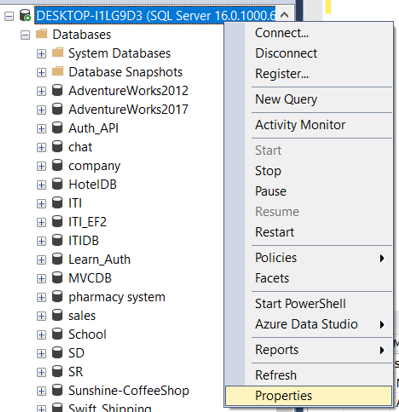 DESKTOP-I1LG9D3 (SQL Server 16.0.1000.6
Databases
System Databases
Database Snapshots
AdventureWorks2012
AdventureWorks2017
Auth_API
chat
company
HotelDB
ITI
ITI_EF2
ITIDB
Learn_Auth
MVCDB
pharmacy system
sales
School
SD
SR
Sunshine-CoffeeShop
Swift_Shipping
Connect...
Disconnect
Register...
New Query
Activity Monitor
Start
Stop
Pause
Resume
Restart
Policies
Facets
Start PowerShell
Azure Data Studio
Reports
Refresh
Properties